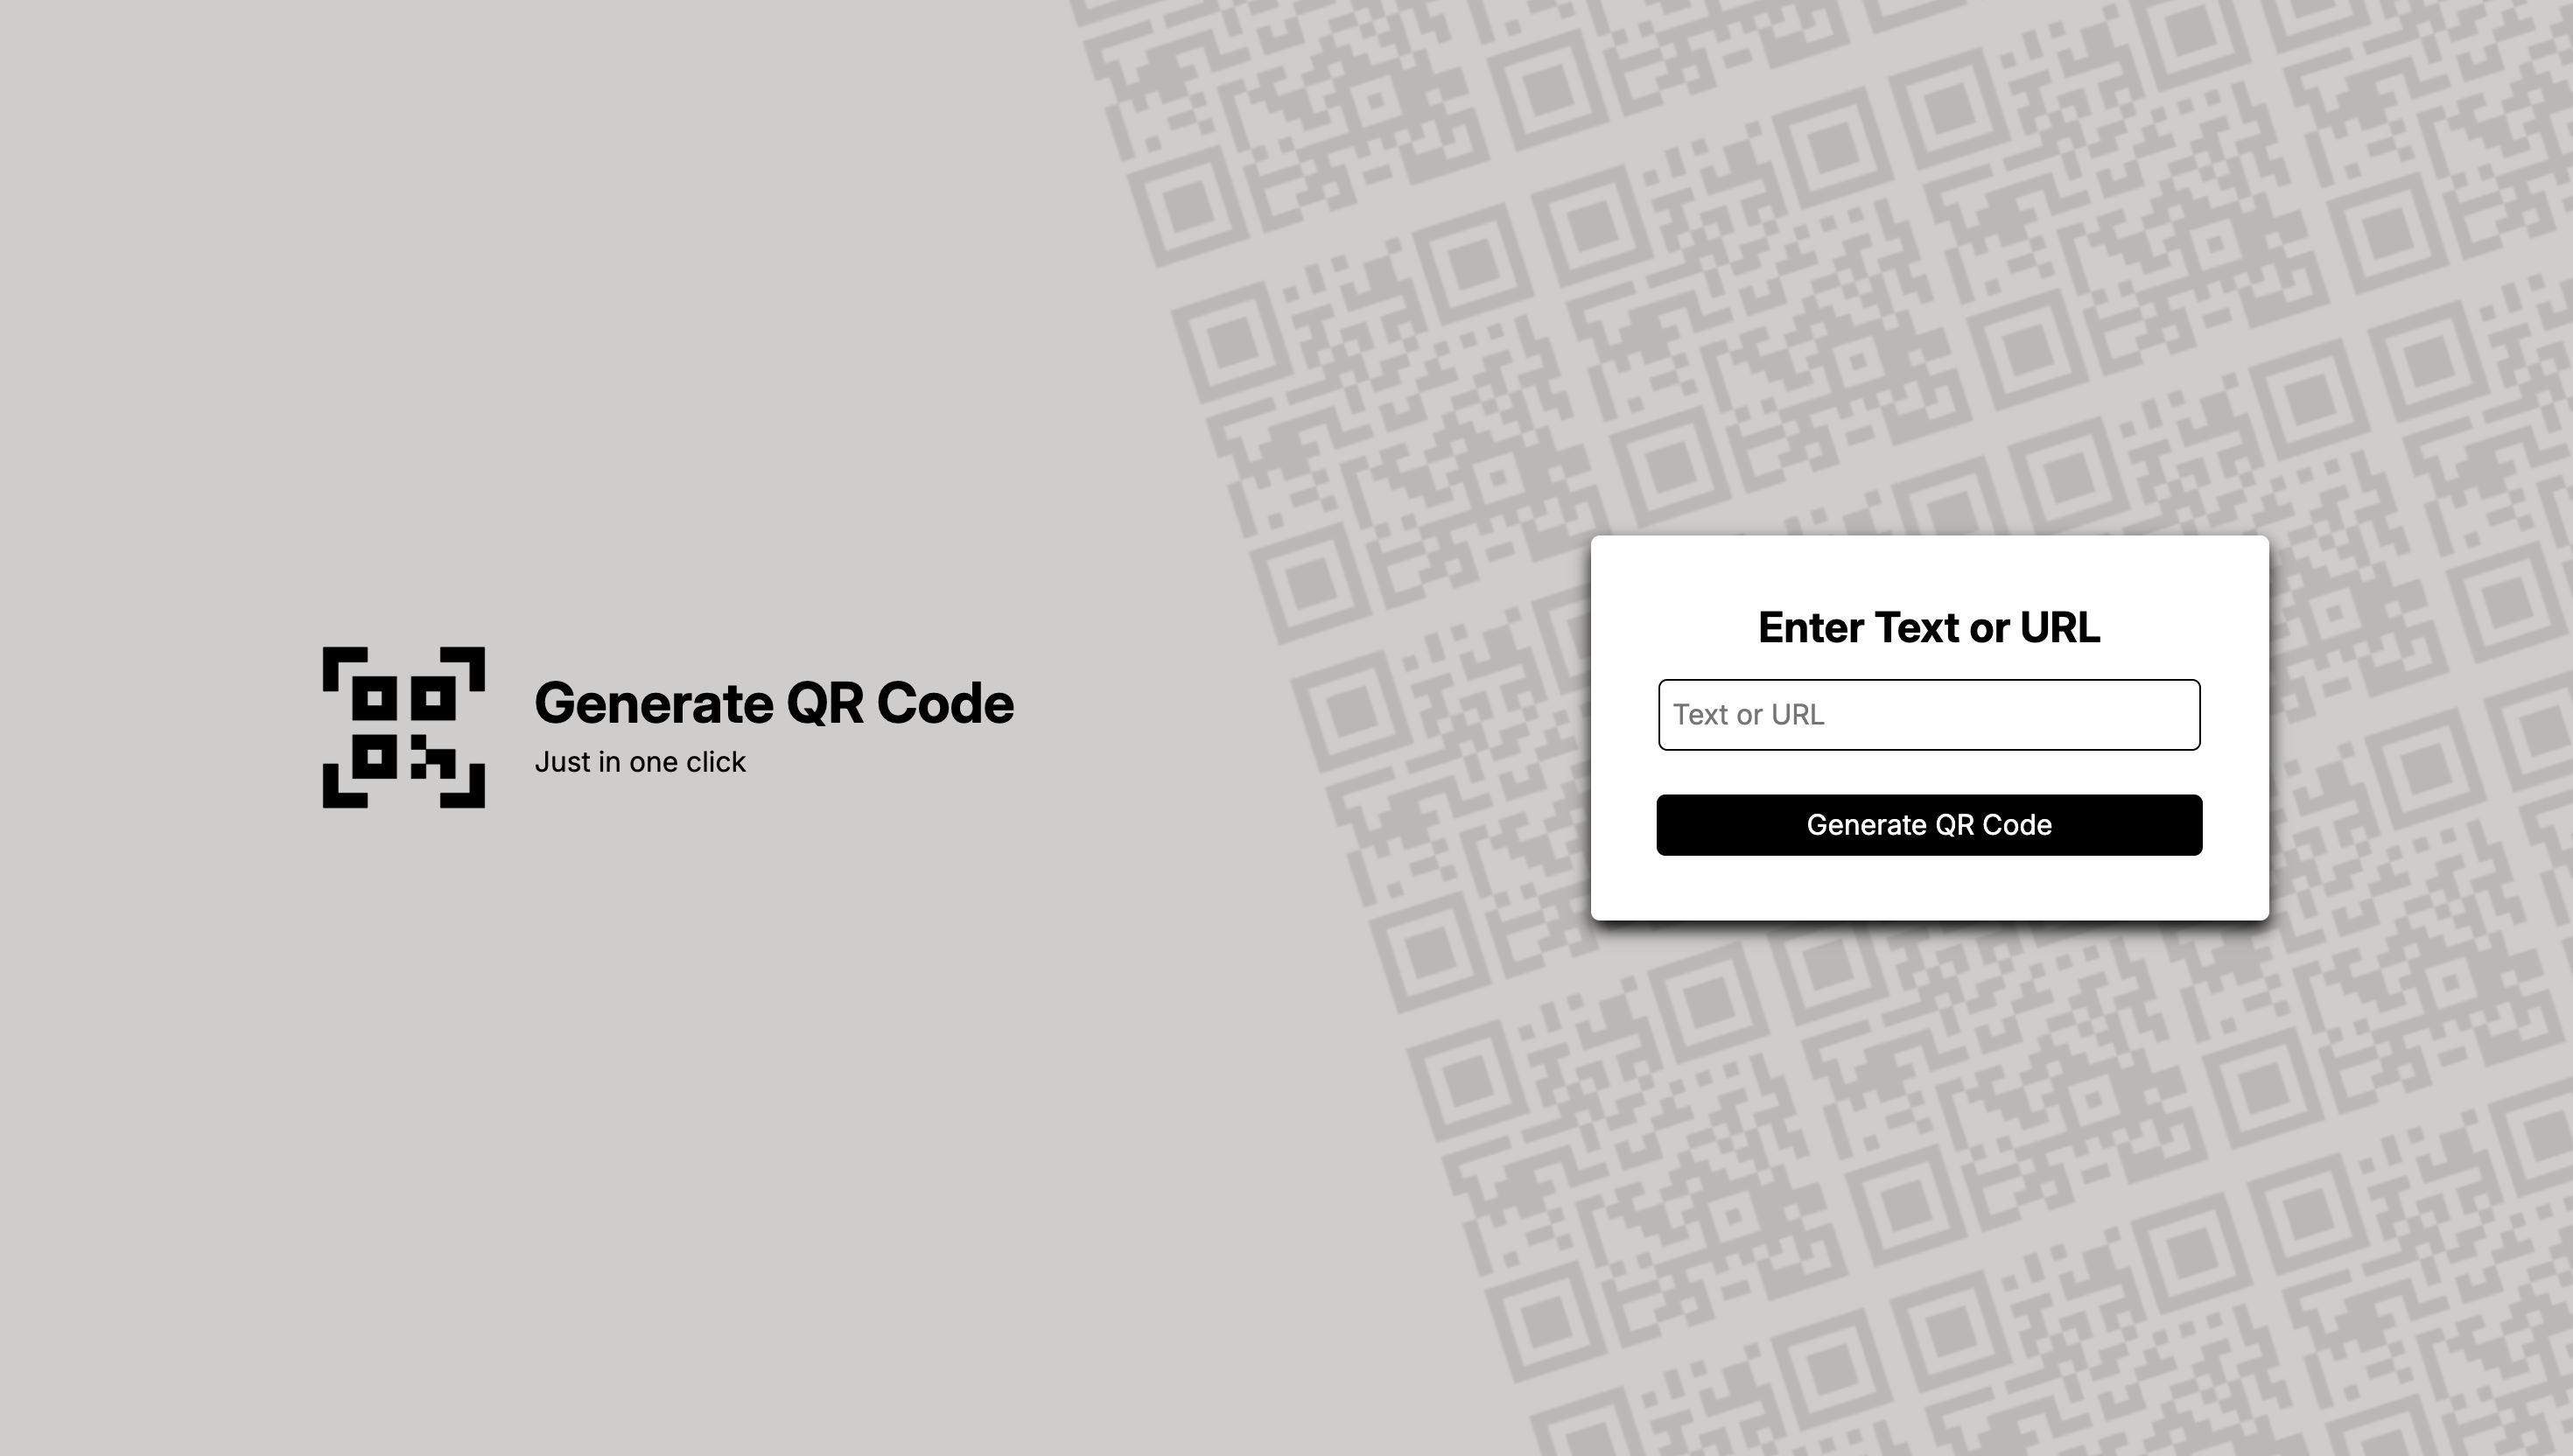 Generate QR Code
Just in one click
Enter Text or URL
Text or URL
Generate QR Code